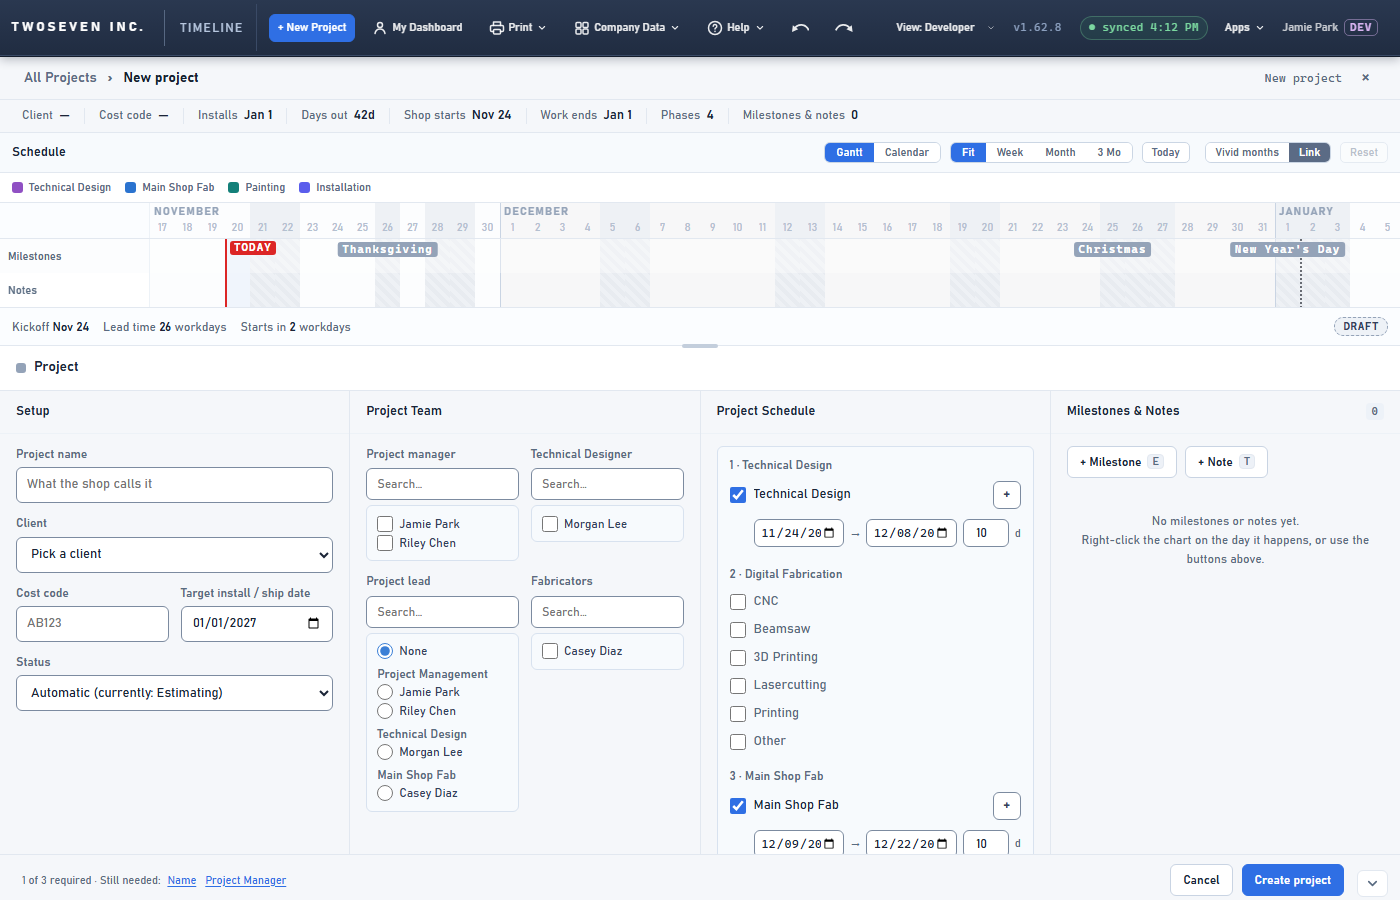 TWOSEVEN INC. TIMELINE + New Project My Dashboard Print Company Data Help View: Developer v1.62.8 synced 4:12 PM Apps Jamie Park DEV
All Projects › New project New project ×
Client — Cost code — Installs Jan 1 Days out 42d Shop starts Nov 24 Work ends Jan 1 Phases 4 Milestones & notes 0
Schedule Gantt Calendar Fit Week Month 3 Mo Today Vivid months Link Reset
Technical Design Main Shop Fab Painting Installation
NOVEMBER DECEMBER JANUARY
17 18 19 20 21 22 23 24 25 26 27 28 29 30 1 2 3 4 5 6 7 8 9 10 11 12 13 14 15 16 17 18 19 20 21 22 23 24 25 26 27 28 29 30 31 1 2 3 4 5
TODAY Thanksgiving Christmas New Year's Day
Milestones
Notes
Kickoff Nov 24 Lead time 26 workdays Starts in 2 workdays DRAFT
Project
Setup
Project name
What the shop calls it
Client
Pick a client
Cost code Target install / ship date
AB123 01/01/2027
Status
Automatic (currently: Estimating)
Project Team
Project manager Technical Designer
Search... Search...
Jamie Park Morgan Lee
Riley Chen
Project lead Fabricators
Search... Search...
None Casey Diaz
Project Management
Jamie Park
Riley Chen
Technical Design
Morgan Lee
Main Shop Fab
Casey Diaz
Project Schedule
1 · Technical Design
Technical Design +
11/24/20 → 12/08/20 10 d
2 · Digital Fabrication
CNC
Beamsaw
3D Printing
Lasercutting
Printing
Other
3 · Main Shop Fab
Main Shop Fab +
12/09/20 → 12/22/20 10 d
Milestones & Notes 0
+ Milestone E + Note T
No milestones or notes yet.
Right-click the chart on the day it happens, or use the
buttons above.
1 of 3 required · Still needed: Name Project Manager Cancel Create project